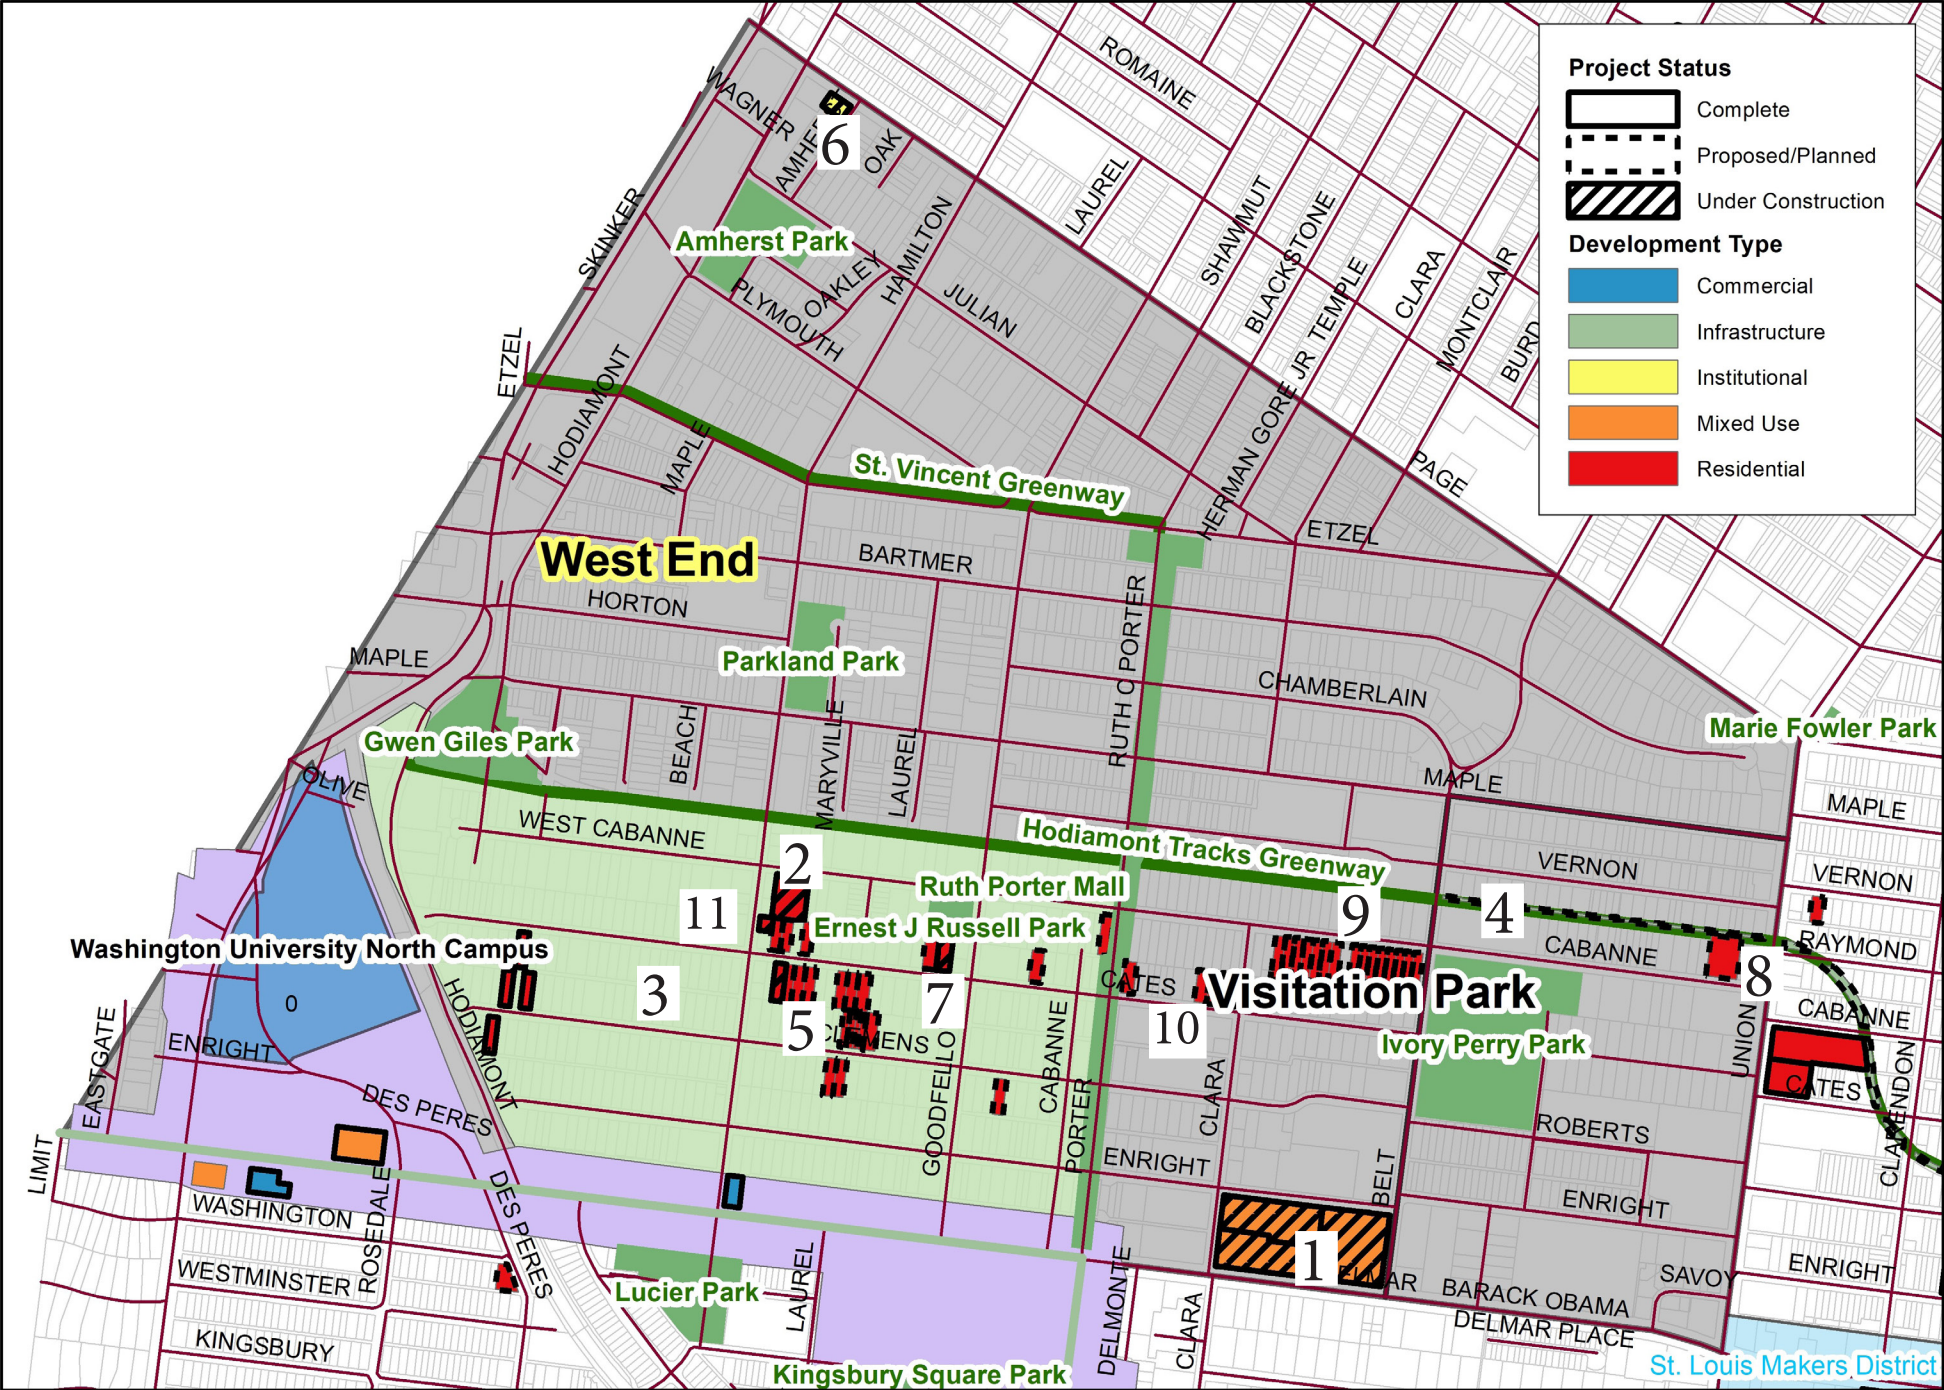 Project Status
Complete
Proposed/Planned
Under Construction
Development Type
Commercial
Infrastructure
Institutional
Mixed Use
Residential
ROMAINE
WAGNER
6
OAK
LAUREL
SKINKER
Amherst Park
HAMILTON
SHAWMUT
BLACKSTONE
OAKLEY
PLYMOUTH
JULIAN
CLARA
MONTCLAIR
ETZEL
HODIAMONT
MAPLE
HERMAN GORE JR TEMPLE
PAGE
St. Vincent Greenway
ETZEL
West End
BARTMER
HORTON
RUTH C PORTER
MAPLE
Parkland Park
CHAMBERLAIN
Gwen Giles Park
BEACH
MARYVILLE
LAUREL
Marie Fowler Park
OLIVE
MAPLE
MAPLE
WEST CABANNE
Hodiamont Tracks Greenway
VERNON
VERNON
2
Ruth Porter Mall
11
9
4
Ernest J Russell Park
Washington University North Campus
CABANNE
RAYMOND
0
HODIAMONT
3
5
7
CATES
Visitation Park
8
CABANNE
10
Ivory Perry Park
UNION
ENRIGHT
EASTGATE
GOODFELLO
CABANNE
CLARA
CATES
DES PERES
PORTER
ROBERTS
LIMIT
ENRIGHT
BELT
ENRIGHT
WASHINGTON
ROSEDALE
DES PERES
1
WESTMINSTER
Lucier Park
LAUREL
DELMONTE
CLARA
BARACK OBAMA
SAVOY
ENRIGHT
KINGSBURY
DELMAR PLACE
Kingsbury Square Park
St. Louis Makers District